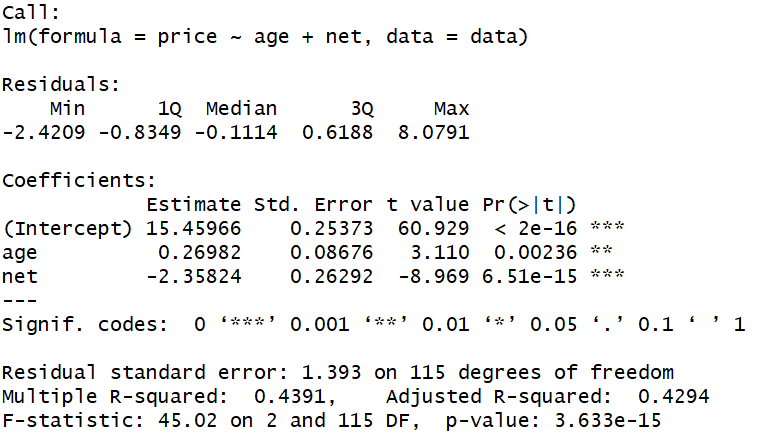 Call:
lm(formula = price ~ age + net, data = data)
Residuals:
    Min      1Q  Median      3Q     Max
-2.4209 -0.8349 -0.1114  0.6188  8.0791
Coefficients:
            Estimate Std. Error t value Pr(>|t|)
(Intercept) 15.45966    0.25373  60.929  < 2e-16 ***
age          0.26982    0.08676   3.110  0.00236 **
net         -2.35824    0.26292  -8.969 6.51e-15 ***
---
Signif. codes:  0 ‘***’ 0.001 ‘**’ 0.01 ‘*’ 0.05 ‘.’ 0.1 ‘ ’ 1
Residual standard error: 1.393 on 115 degrees of freedom
Multiple R-squared:  0.4391,    Adjusted R-squared:  0.4294
F-statistic: 45.02 on 2 and 115 DF,  p-value: 3.633e-15